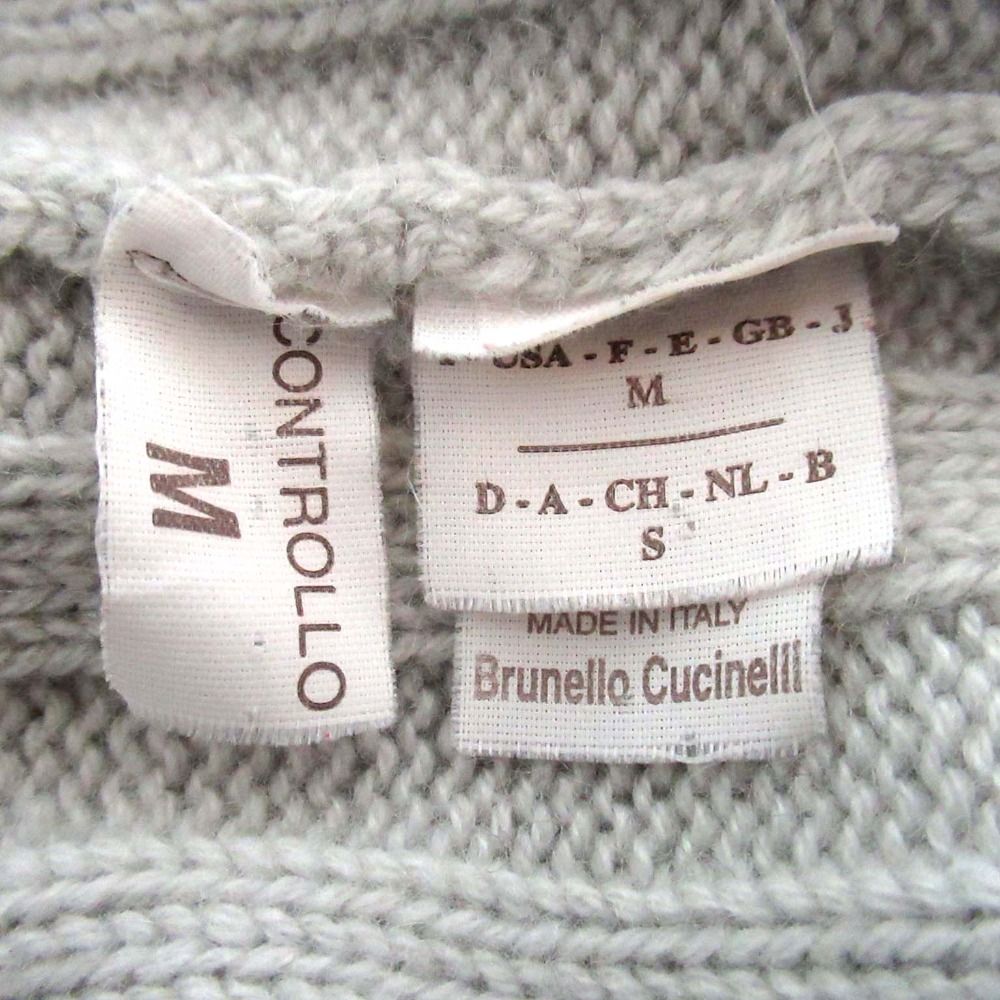 CONTROLLO
M
USA - F - E - GB - J
M
D - A - CH - NL - B
S
MADE IN ITALY
Brunello Cucinelli